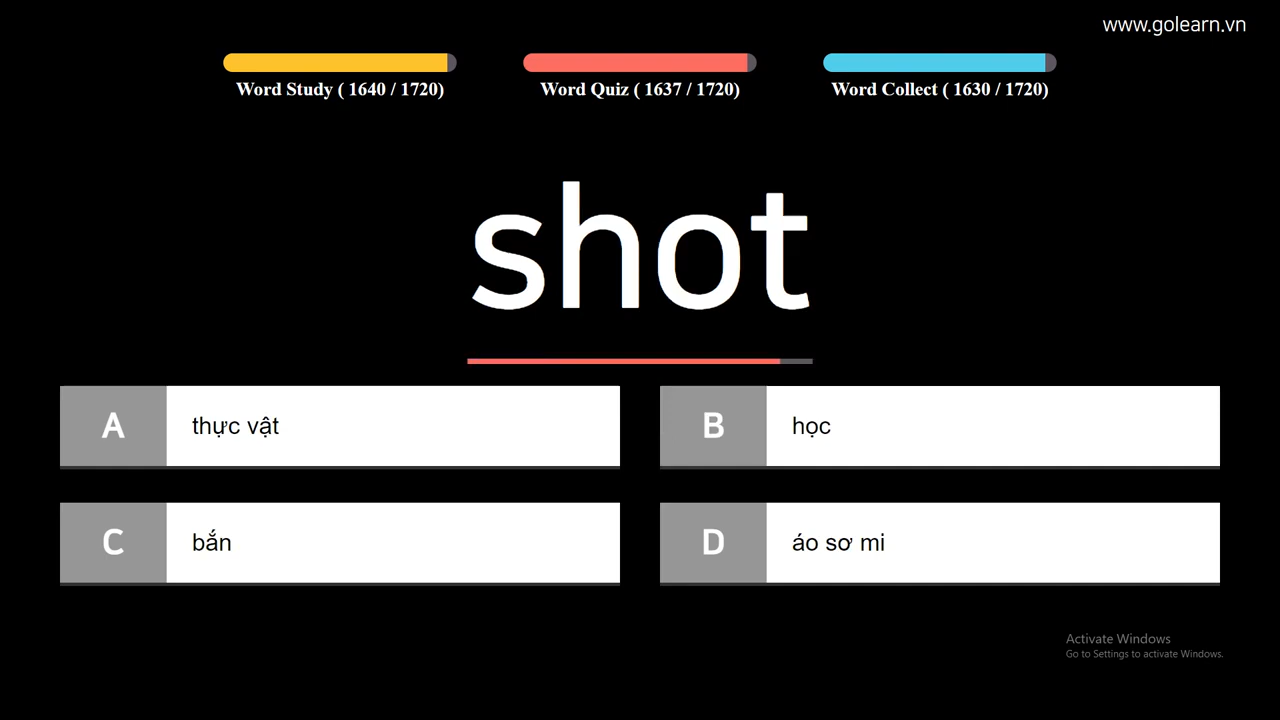 www.golearn.vn
Word Study ( 1640 / 1720)
Word Quiz ( 1637 / 1720)
Word Collect ( 1630 / 1720)
shot
A thực vật
B học
C bắn
D áo sơ mi
Activate Windows
Go to Settings to activate Windows.